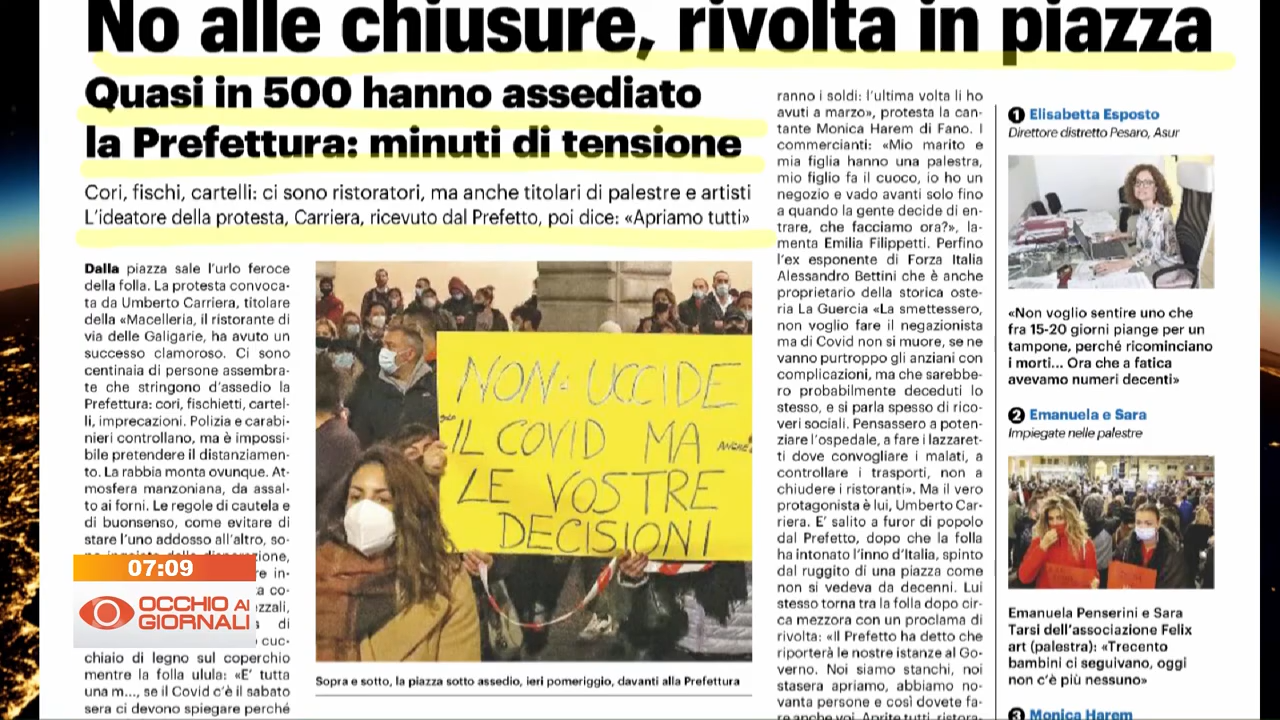 No alle chiusure, rivolta in piazza
Quasi in 500 hanno assediato
la Prefettura: minuti di tensione
Cori, fischi, cartelli: ci sono ristoratori, ma anche titolari di palestre e artisti
L'ideatore della protesta, Carriera, ricevuto dal Prefetto, poi dice: «Apriamo tutti»
Dalla piazza sale l'urlo feroce
della folla. La protesta convoca-
ta da Umberto Carriera, titolare
della «Macelleria, il ristorante di
via delle Galigarie, ha avuto un
successo clamoroso. Ci sono
centinaia di persone assembra-
te che stringono d'assedio la
Prefettura: cori, fischietti, cartel-
li, imprecazioni. Polizia e carabi-
nieri controllano, ma è impossi-
bile pretendere il distanziamen-
to. La rabbia monta ovunque. At-
mosfera manzoniana, da assal-
to ai forni. Le regole di cautela e
di buonsenso, come evitare di
stare l'uno addosso all'altro, so-
07:09
OCCHIO AI
GIORNALI
re in-
ta co-
zzali,
di
cuc-
chiaio di legno sul coperchio
mentre la folla ulula: «E' tutta
una m..., se il Covid c'è il sabato
sera ci devono spiegare perché
NON UCCIDE
IL COVID MA
ANCHE
LE VOSTRE
DECISIONI
Sopra e sotto, la piazza sotto assedio, ieri pomeriggio, davanti alla Prefettura
ranno i soldi: l'ultima volta li ho
avuti a marzo», protesta la can-
tante Monica Harem di Fano. I
commercianti: «Mio marito e
mia figlia hanno una palestra,
mio figlio fa il cuoco, io ho un
negozio e vado avanti solo fino
a quando la gente decide di en-
trare, che facciamo ora?», la-
menta Emilia Filippetti. Perfino
l'ex esponente di Forza Italia
Alessandro Bettini che è anche
proprietario della storica oste-
ria La Guercia «La smettessero,
non voglio fare il negazionista
ma di Covid non si muore, se ne
vanno purtroppo gli anziani con
complicazioni, ma che sarebbe-
ro probabilmente deceduti lo
stesso, e si parla spesso di rico-
veri sociali. Pensassero a poten-
ziare l'ospedale, a fare i lazzaret-
ti dove convogliare i malati, a
controllare i trasporti, non a
chiudere i ristoranti». Ma il vero
protagonista è lui, Umberto Car-
riera. E' salito a furor di popolo
dal Prefetto, dopo che la folla
ha intonato l'inno d'Italia, spinto
dal ruggito di una piazza come
non si vedeva da decenni. Lui
stesso torna tra la folla dopo cir-
ca mezzora con un proclama di
rivolta: «Il Prefetto ha detto che
riporterà le nostre istanze al Go-
verno. Noi siamo stanchi, noi
stasera apriamo, abbiamo no-
vanta persone e così dovete fa-
re anche voi. Aprite tutti, ristora-
1 Elisabetta Esposto
Direttore distretto Pesaro, Asur
«Non voglio sentire uno che
fra 15-20 giorni piange per un
tampone, perché ricominciano
i morti... Ora che a fatica
avevamo numeri decenti»
2 Emanuela e Sara
Impiegate nelle palestre
Emanuela Penserini e Sara
Tarsi dell'associazione Felix
art (palestra): «Trecento
bambini ci seguivano, oggi
non c'è più nessuno»
3 Monica Harem